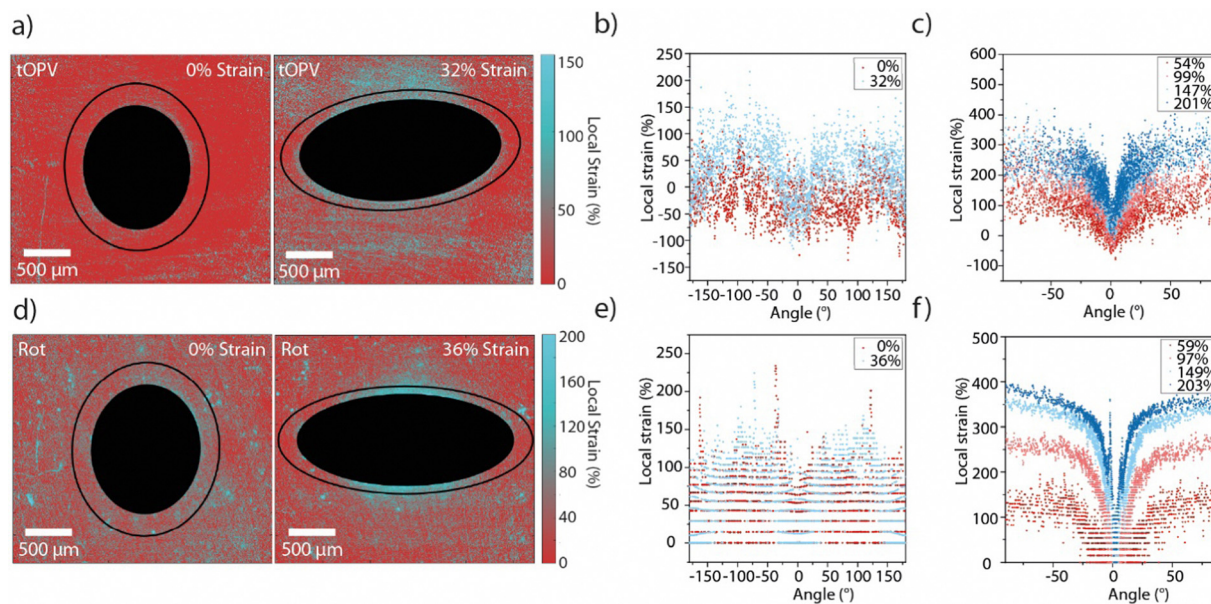 a)
tOPV
0% Strain
500 µm
tOPV
32% Strain
500 µm
150
100
50
0
Local Strain (%)
b)
250
200
150
100
50
0
-50
-100
-150
Local strain (%)
0%
32%
-150
-100
-50
0
50
100
150
Angle (°)
c)
600
500
400
300
200
100
0
-100
Local strain(%)
54%
99%
147%
201%
-50
0
50
Angle (°)
d)
Rot
0% Strain
500 µm
Rot
36% Strain
500 µm
200
160
120
80
40
0
Local Strain (%)
e)
250
200
150
100
50
0
Local strain (%)
0%
36%
-150
-100
-50
0
50
100
150
Angle (°)
f)
500
400
300
200
100
0
Local strain (%)
59%
97%
149%
203%
-50
0
50
Angle (°)